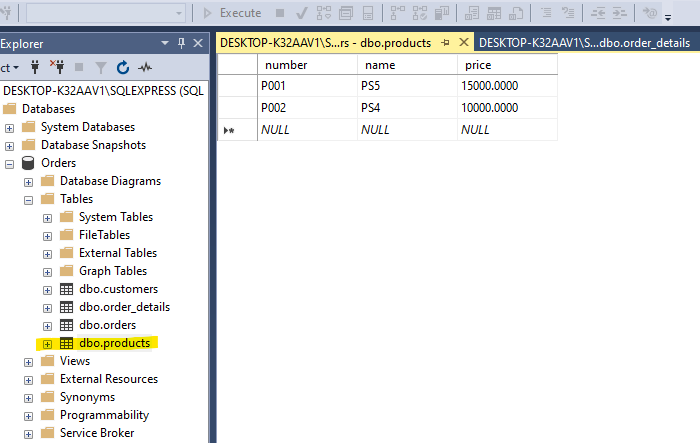 Execute
Explorer
DESKTOP-K32AAV1\S...rs - dbo.products
DESKTOP-K32AAV1\S...dbo.order_details
ct
number name price
P001 PS5 15000.0000
P002 PS4 10000.0000
NULL NULL NULL
DESKTOP-K32AAV1\SQLEXPRESS (SQL
Databases
System Databases
Database Snapshots
Orders
Database Diagrams
Tables
System Tables
FileTables
External Tables
Graph Tables
dbo.customers
dbo.order_details
dbo.orders
dbo.products
Views
External Resources
Synonyms
Programmability
Service Broker